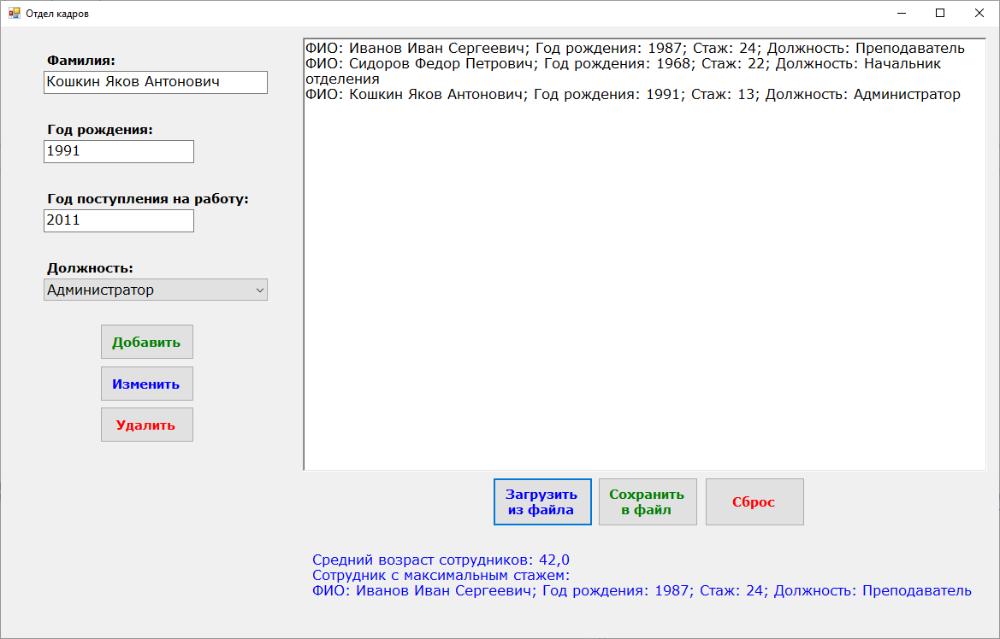 Отдел кадров
Фамилия:
Кошкин Яков Антонович
Год рождения:
1991
Год поступления на работу:
2011
Должность:
Администратор
Добавить
Изменить
Удалить
ФИО: Иванов Иван Сергеевич; Год рождения: 1987; Стаж: 24; Должность: Преподаватель
ФИО: Сидоров Федор Петрович; Год рождения: 1968; Стаж: 22; Должность: Начальник
отделения
ФИО: Кошкин Яков Антонович; Год рождения: 1991; Стаж: 13; Должность: Администратор
Загрузить
из файла
Сохранить
в файл
Сброс
Средний возраст сотрудников: 42,0
Сотрудник с максимальным стажем:
ФИО: Иванов Иван Сергеевич; Год рождения: 1987; Стаж: 24; Должность: Преподаватель